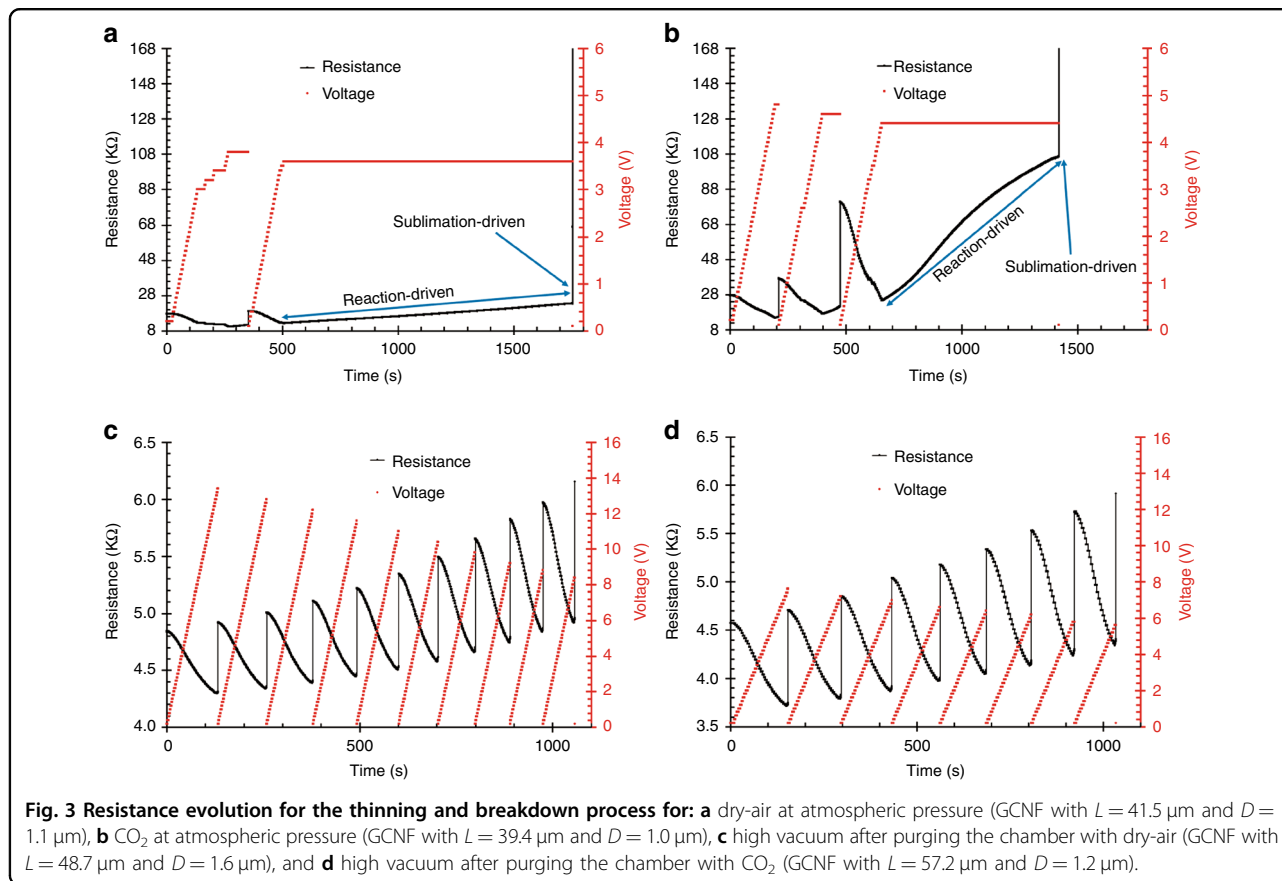 a
168
148
128
108
88
68
48
28
8
Resistance (KΩ)
Resistance
Voltage
Sublimation-driven
Reaction-driven
6
5
4
3
2
1
0
Voltage (V)
0 500 1000 1500
Time (s)
b
168
148
128
108
88
68
48
28
8
Resistance (KΩ)
Resistance
Voltage
Reaction-driven
Sublimation-driven
6
5
4
3
2
1
0
Voltage (V)
0 500 1000 1500
Time (s)
c
6.5
6.0
5.5
5.0
4.5
4.0
Resistance (KΩ)
Resistance
Voltage
16
14
12
10
8
6
4
2
0
Voltage (V)
0 500 1000
Time (s)
d
6.5
6.0
5.5
5.0
4.5
4.0
3.5
Resistance (KΩ)
Resistance
Voltage
16
14
12
10
8
6
4
2
0
Voltage (V)
0 500 1000
Time (s)
Fig. 3 Resistance evolution for the thinning and breakdown process for: a dry-air at atmospheric pressure (GCNF with L = 41.5 µm and D =
1.1 µm), b CO₂ at atmospheric pressure (GCNF with L = 39.4 µm and D = 1.0 µm), c high vacuum after purging the chamber with dry-air (GCNF with
L = 48.7 µm and D = 1.6 µm), and d high vacuum after purging the chamber with CO₂ (GCNF with L = 57.2 µm and D = 1.2 µm).